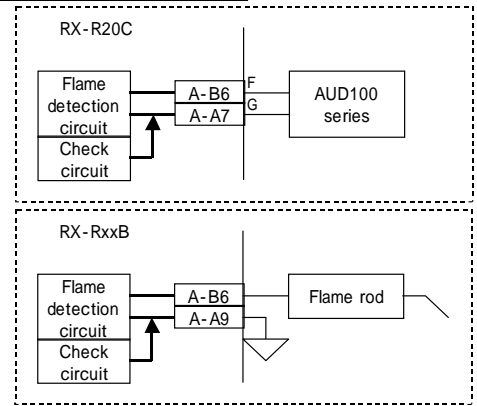 RX-R20C
Flame
detection
circuit
Check
circuit
A-B6
A-A7
F
G
AUD100
series
RX-RxxB
Flame
detection
circuit
Check
circuit
A-B6
A-A9
Flame rod